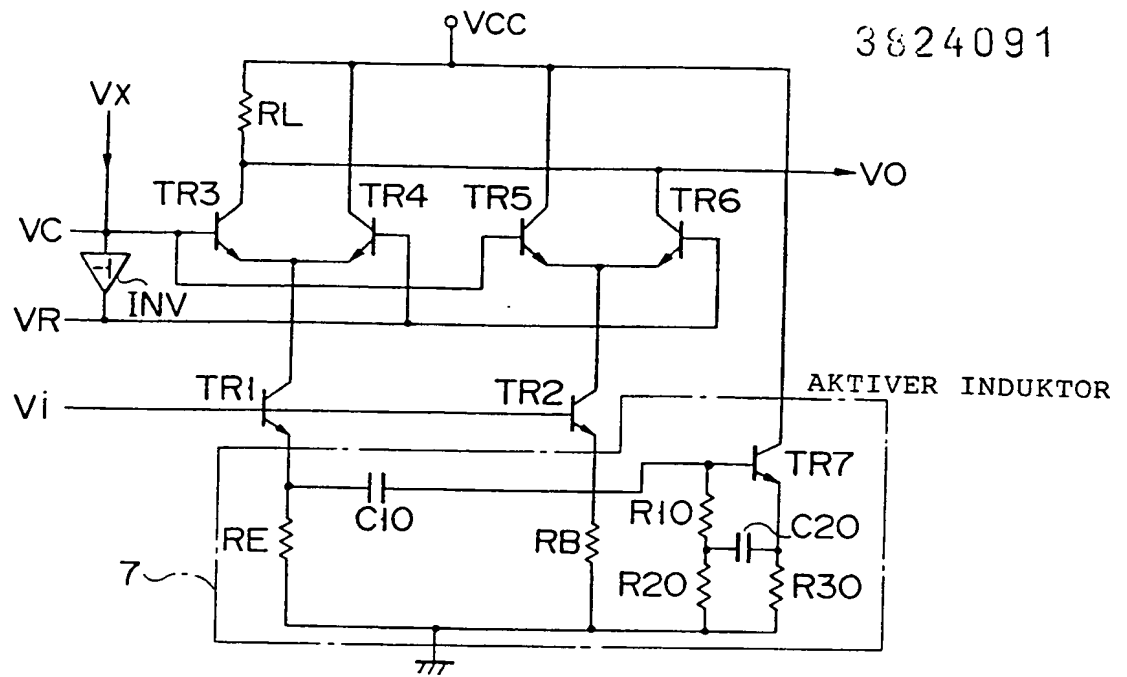 VCC
3824091
VX
RL
VO
TR3
TR4
TR5
TR6
VC
-1
INV
VR
TR1
TR2
AKTIVER INDUKTOR
Vi
TR7
C10
R10
C20
RE
RB
7
R20
R30